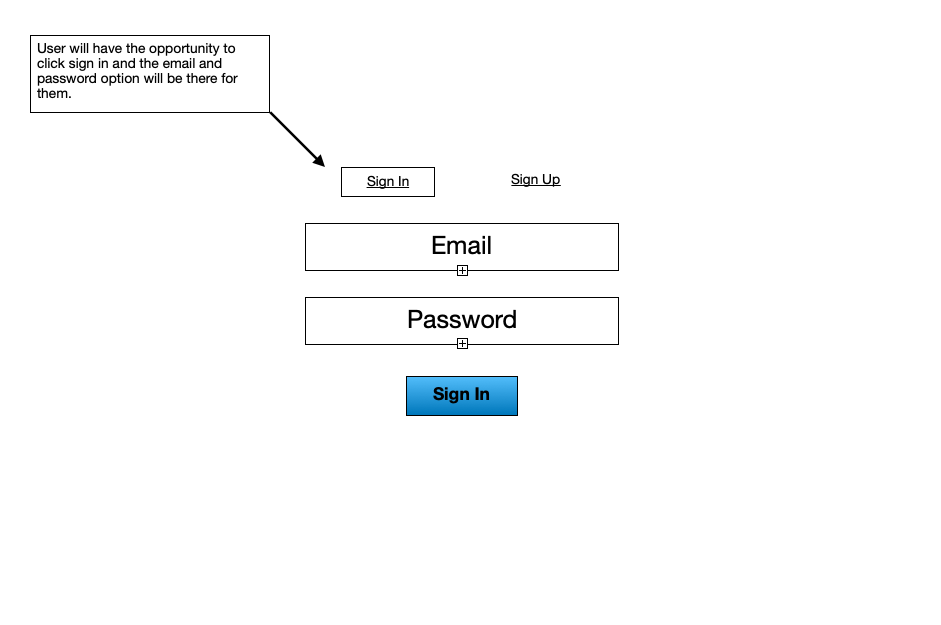 User will have the opportunity to
click sign in and the email and
password option will be there for
them.
Sign In
Sign Up
Email
Password
Sign In